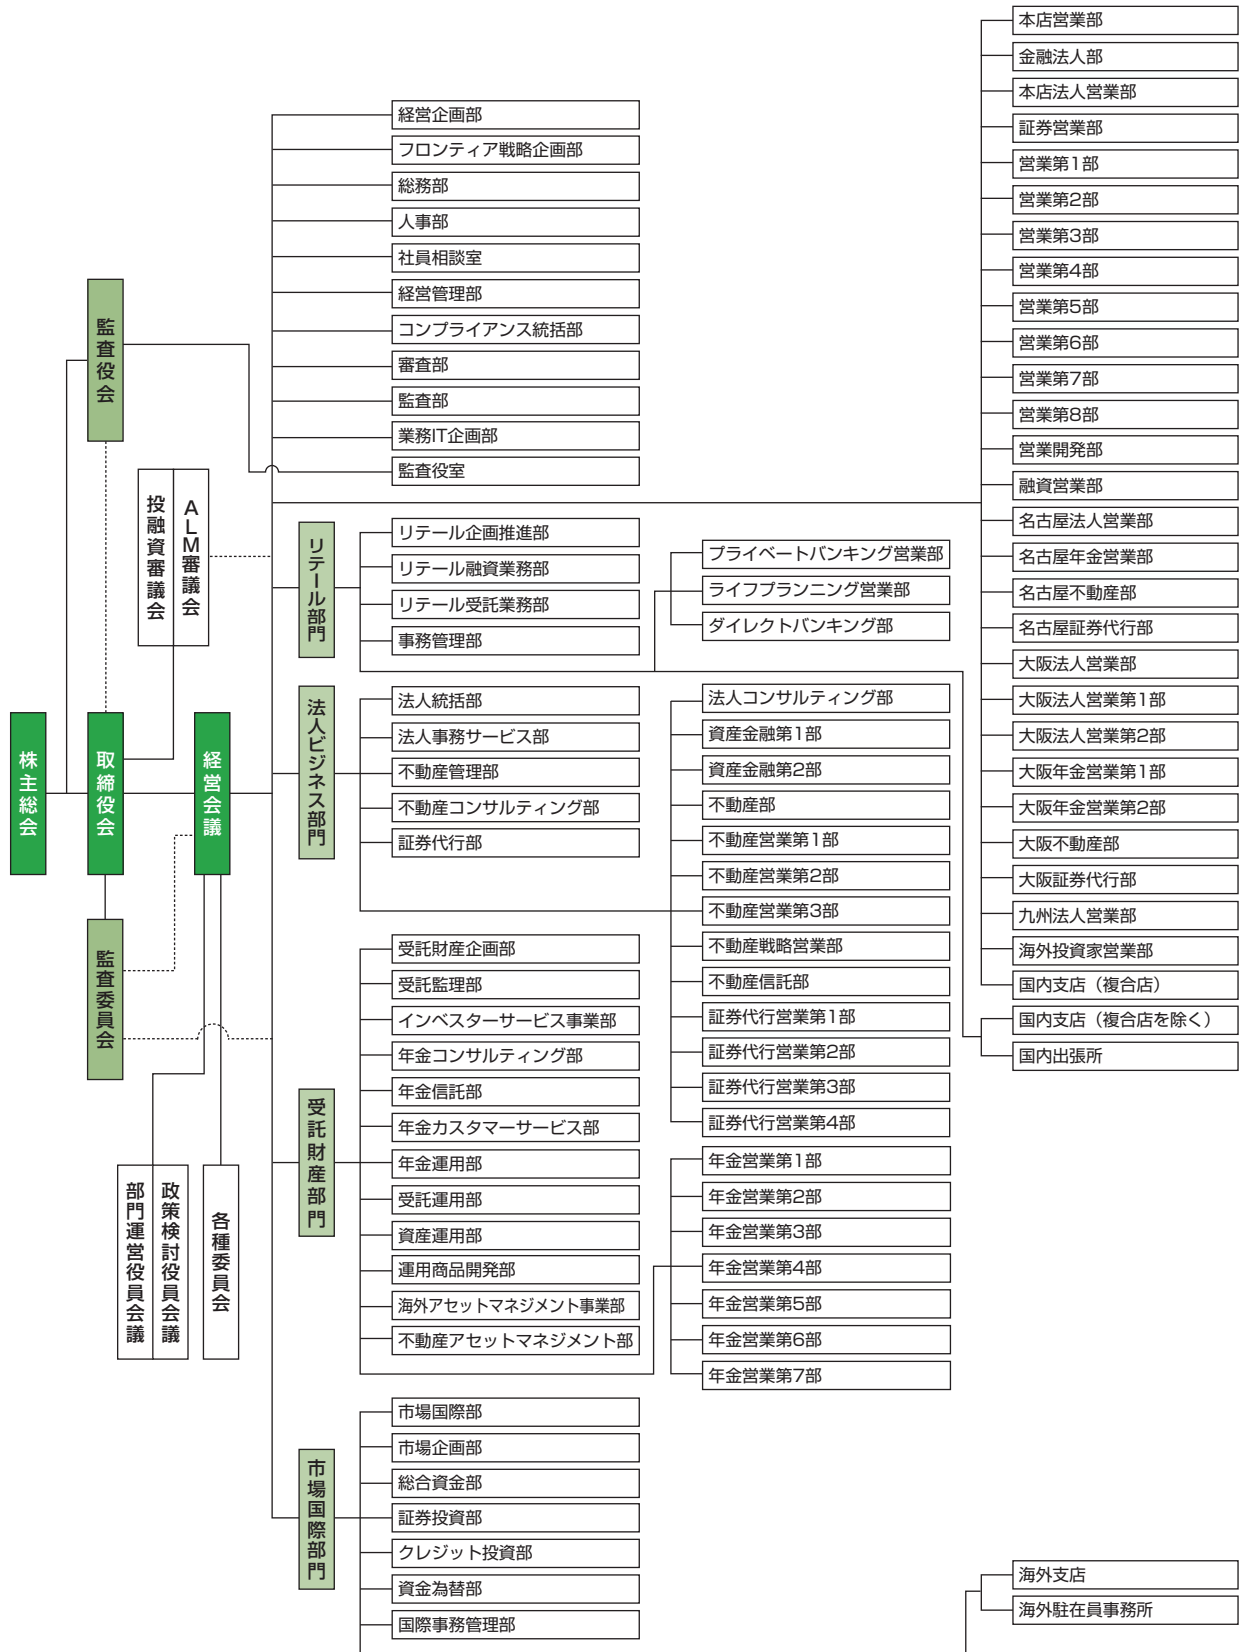 株主総会
監査役会
取締役会
監査委員会
投融資審議会
ALM審議会
経営会議
部門運営役員会議
政策検討役員会議
各種委員会
経営企画部
フロンティア戦略企画部
総務部
人事部
社員相談室
経営管理部
コンプライアンス統括部
審査部
監査部
業務IT企画部
監査役室
リテール部門
リテール企画推進部
リテール融資業務部
リテール受託業務部
事務管理部
プライベートバンキング営業部
ライフプランニング営業部
ダイレクトバンキング部
法人ビジネス部門
法人統括部
法人事務サービス部
不動産管理部
不動産コンサルティング部
証券代行部
法人コンサルティング部
資産金融第1部
資産金融第2部
不動産部
不動産営業第1部
不動産営業第2部
不動産営業第3部
不動産戦略営業部
不動産信託部
証券代行営業第1部
証券代行営業第2部
証券代行営業第3部
証券代行営業第4部
受託財産部門
受託財産企画部
受託監理部
インベスターサービス事業部
年金コンサルティング部
年金信託部
年金カスタマーサービス部
年金運用部
受託運用部
資産運用部
運用商品開発部
海外アセットマネジメント事業部
不動産アセットマネジメント部
年金営業第1部
年金営業第2部
年金営業第3部
年金営業第4部
年金営業第5部
年金営業第6部
年金営業第7部
市場国際部門
市場国際部
市場企画部
総合資金部
証券投資部
クレジット投資部
資金為替部
国際事務管理部
本店営業部
金融法人部
本店法人営業部
証券営業部
営業第1部
営業第2部
営業第3部
営業第4部
営業第5部
営業第6部
営業第7部
営業第8部
営業開発部
融資営業部
名古屋法人営業部
名古屋年金営業部
名古屋不動産部
名古屋証券代行部
大阪法人営業部
大阪法人営業第1部
大阪法人営業第2部
大阪年金営業第1部
大阪年金営業第2部
大阪不動産部
大阪証券代行部
九州法人営業部
海外投資家営業部
国内支店（複合店）
国内支店（複合店を除く）
国内出張所
海外支店
海外駐在員事務所